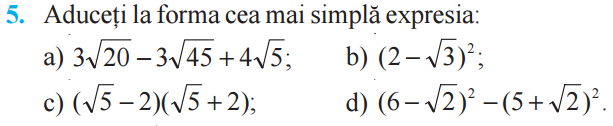 5. Aduceți la forma cea mai simplă expresia:
a) 3√20 – 3√45 + 4√5; b) (2 – √3)²;
c) (√5 – 2)(√5 + 2); d) (6 – √2)² – (5 + √2)².